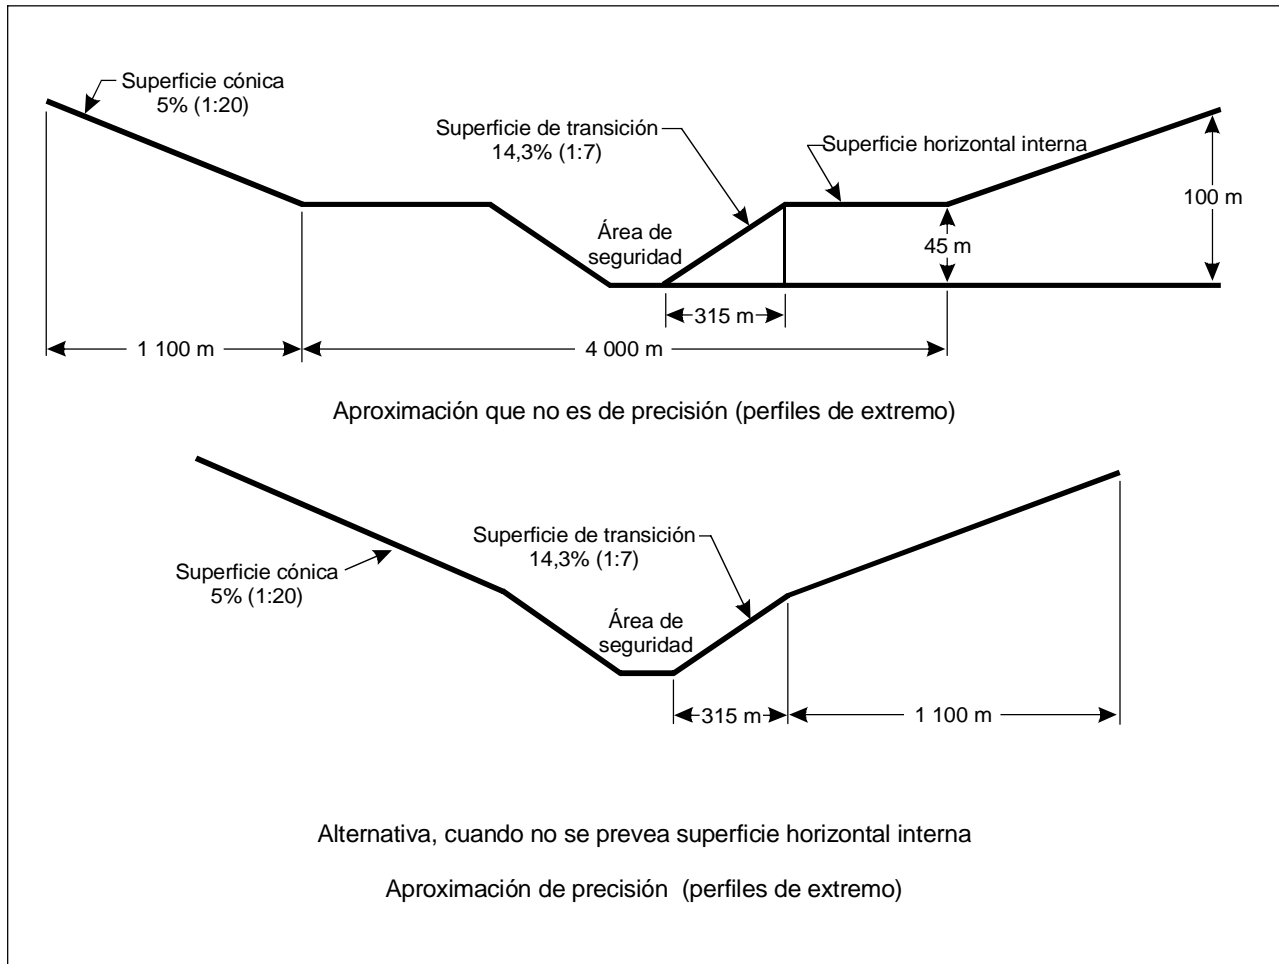 Superficie cónica
5% (1:20)
Superficie de transición
14,3% (1:7)
Superficie horizontal interna
100 m
Área de
seguridad
45 m
315 m
1 100 m
4 000 m
Aproximación que no es de precisión (perfiles de extremo)
Superficie de transición
14,3% (1:7)
Superficie cónica
5% (1:20)
Área de
seguridad
315 m
1 100 m
Alternativa, cuando no se prevea superficie horizontal interna
Aproximación de precisión (perfiles de extremo)